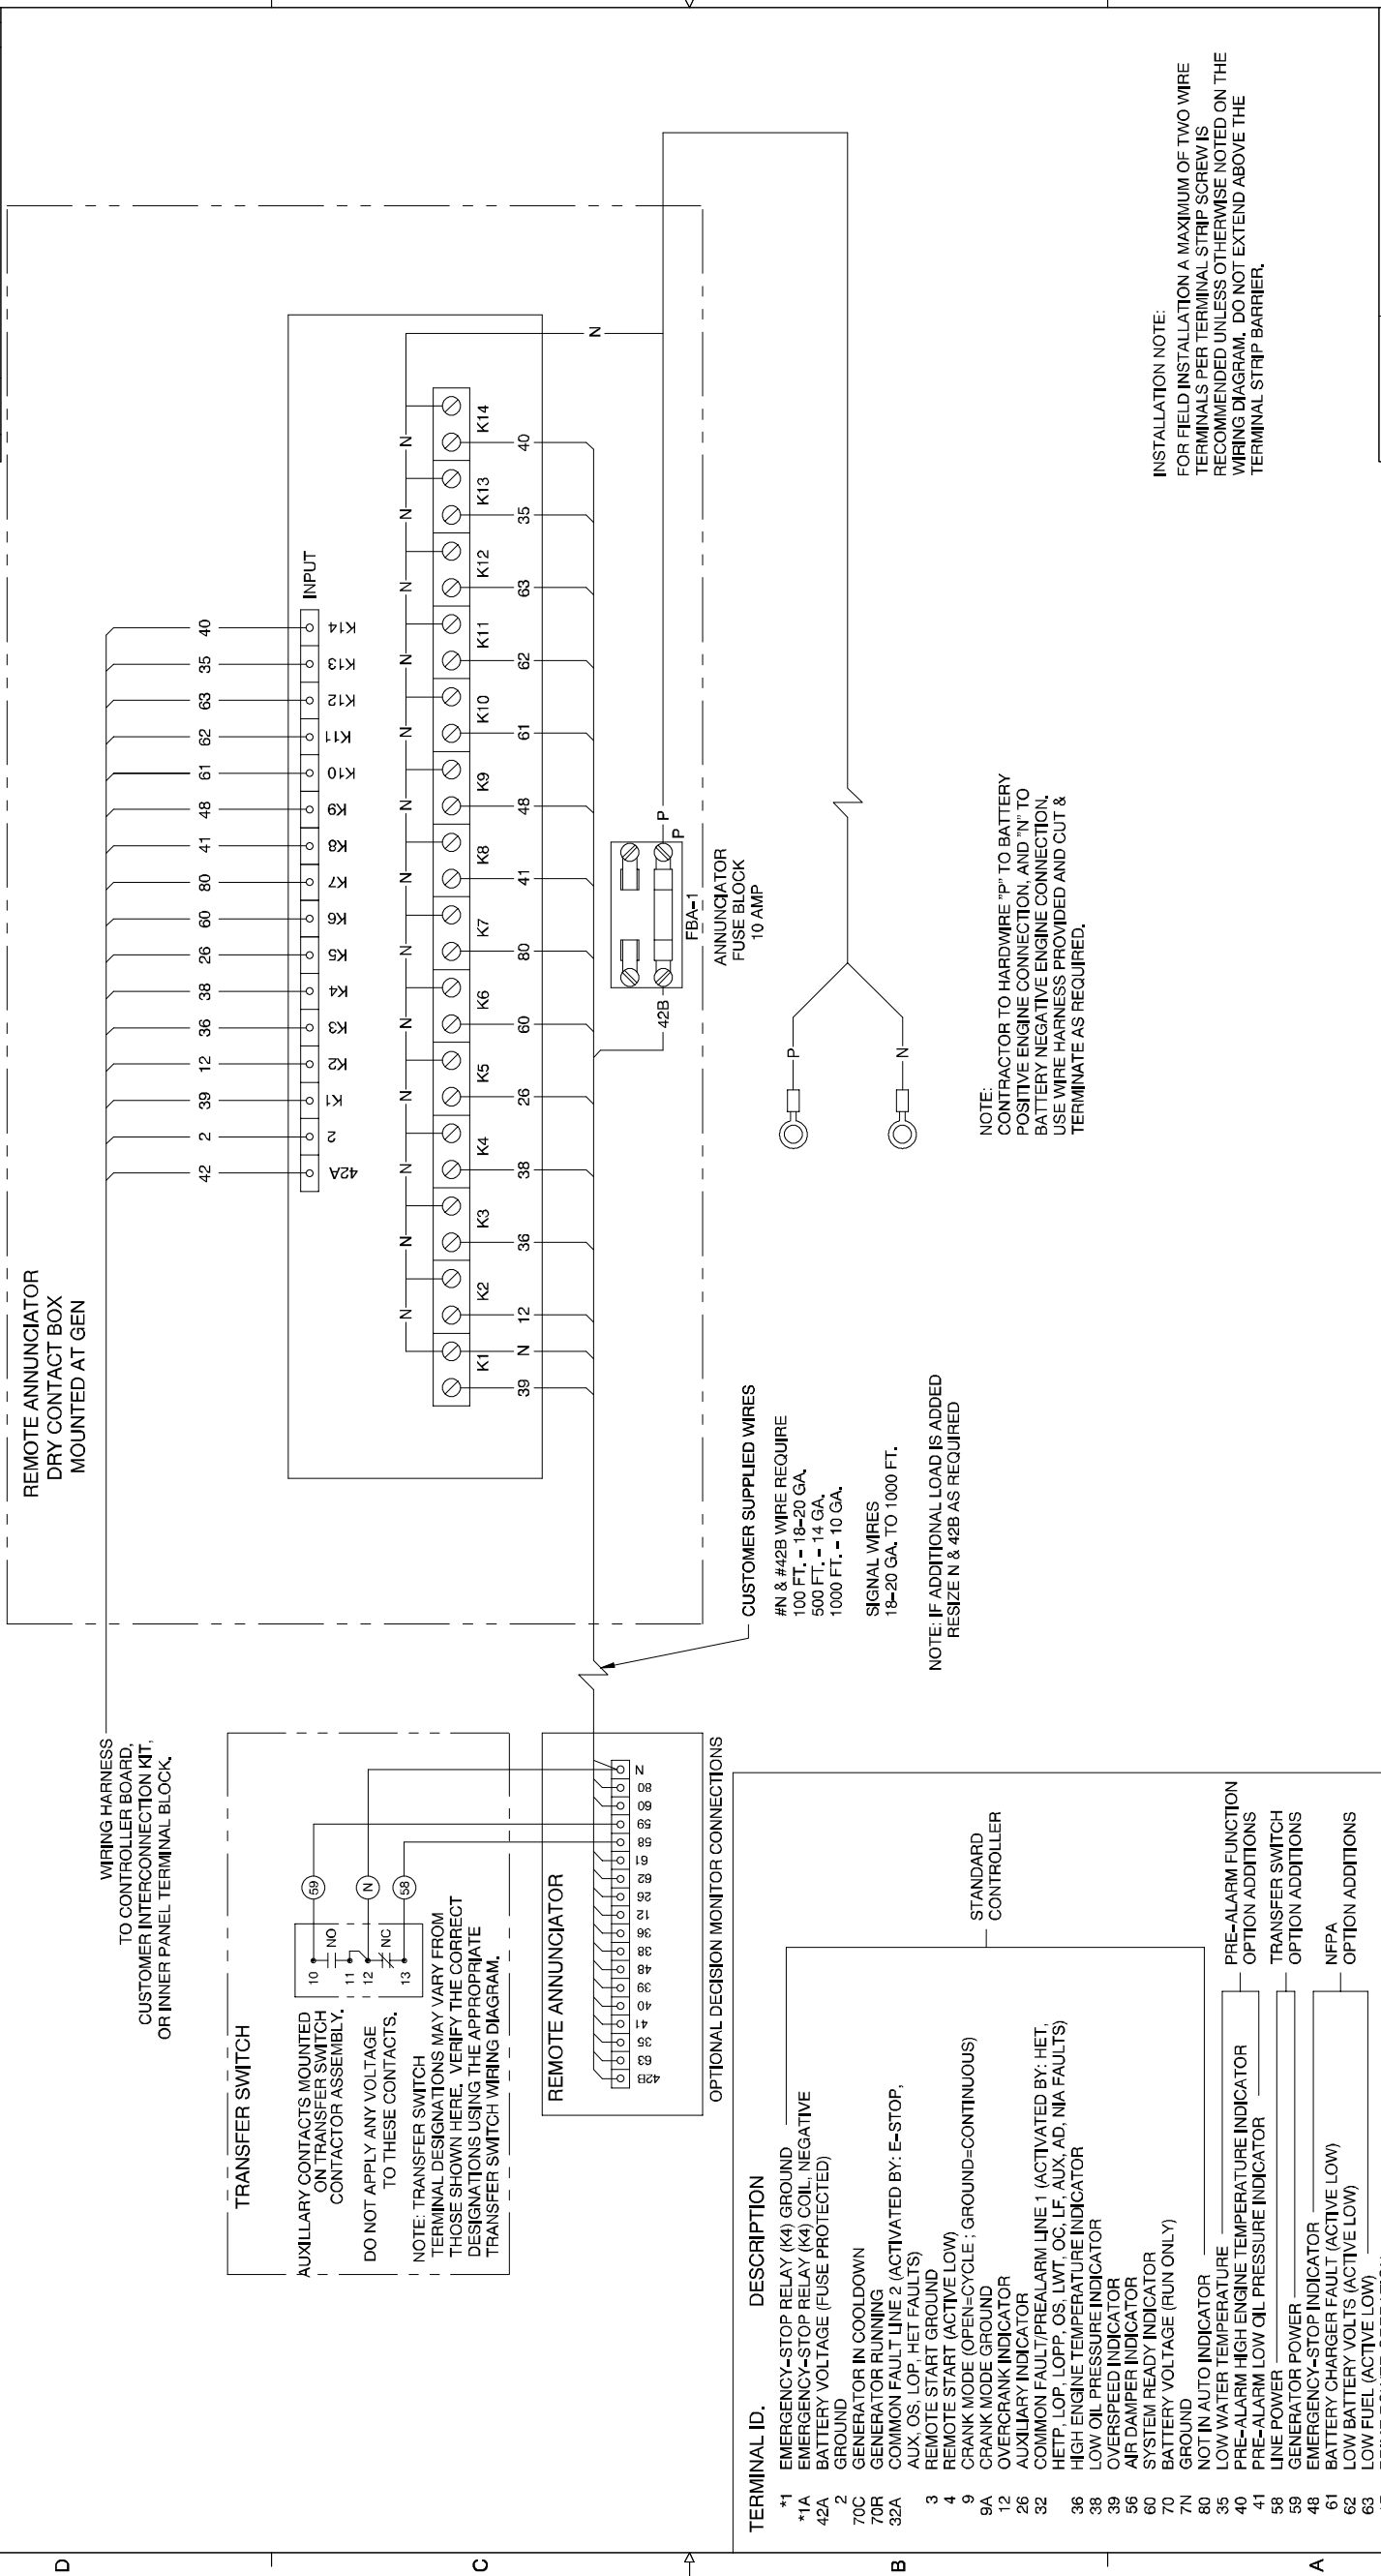 REMOTE ANNUNCIATOR
DRY CONTACT BOX
MOUNTED AT GEN
WIRING HARNESS
TO CONTROLLER BOARD,
CUSTOMER INTERCONNECTION KIT,
OR INNER PANEL TERMINAL BLOCK.
42 2 39 12 36 38 26 60 80 41 48 61 62 63 35 40
INPUT
42A 2 K1 K2 K3 K4 K5 K6 K7 K8 K9 K10 K11 K12 K13 K14
N N N N N N N N N N N N N
K1 K2 K3 K4 K5 K6 K7 K8 K9 K10 K11 K12 K13 K14
39 N 12 36 38 26 60 80 41 48 61 62 63 35 40
N
42B
P
P
FBA-1
ANNUNCIATOR
FUSE BLOCK
10 AMP
P
N
TRANSFER SWITCH
AUXILLARY CONTACTS MOUNTED
ON TRANSFER SWITCH
CONTACTOR ASSEMBLY.
DO NOT APPLY ANY VOLTAGE
TO THESE CONTACTS.
10
11
12
13
NO
NC
59
N
58
NOTE: TRANSFER SWITCH
TERMINAL DESIGNATIONS MAY VARY FROM
THOSE SHOWN HERE. VERIFY THE CORRECT
DESIGNATIONS USING THE APPROPRIATE
TRANSFER SWITCH WIRING DIAGRAM.
REMOTE ANNUNCIATOR
42B 63 35 41 40 39 48 38 36 12 26 62 61 58 59 60 80 N
OPTIONAL DECISION MONITOR CONNECTIONS
CUSTOMER SUPPLIED WIRES
#N & #42B WIRE REQUIRE
100 FT. - 18-20 GA.
500 FT. - 14 GA.
1000 FT. - 10 GA.
SIGNAL WIRES
18-20 GA. TO 1000 FT.
NOTE: IF ADDITIONAL LOAD IS ADDED
RESIZE N & 42B AS REQUIRED
NOTE:
CONTRACTOR TO HARDWIRE "P" TO BATTERY
POSITIVE ENGINE CONNECTION, AND "N" TO
BATTERY NEGATIVE ENGINE CONNECTION.
USE WIRE HARNESS PROVIDED AND CUT &
TERMINATE AS REQUIRED.
INSTALLATION NOTE:
FOR FIELD INSTALLATION A MAXIMUM OF TWO WIRE
TERMINALS PER TERMINAL STRIP SCREW IS
RECOMMENDED UNLESS OTHERWISE NOTED ON THE
WIRING DIAGRAM. DO NOT EXTEND ABOVE THE
TERMINAL STRIP BARRIER.
TERMINAL ID. DESCRIPTION
*1 EMERGENCY-STOP RELAY (K4) GROUND
*1A EMERGENCY-STOP RELAY (K4) COIL, NEGATIVE
42A BATTERY VOLTAGE (FUSE PROTECTED)
2 GROUND
70C GENERATOR IN COOLDOWN
70R GENERATOR RUNNING
32A COMMON FAULT LINE 2 (ACTIVATED BY: E-STOP,
AUX, OS, LOP, HET FAULTS)
3 REMOTE START GROUND
4 REMOTE START (ACTIVE LOW)
9 CRANK MODE (OPEN=CYCLE ; GROUND=CONTINUOUS)
9A CRANK MODE GROUND
12 OVERCRANK INDICATOR
26 AUXILIARY INDICATOR
32 COMMON FAULT/PREALARM LINE 1 (ACTIVATED BY: HET,
HETP, LOP, LOPP, OS, LWT, OC, LF, AUX, AD, NIA FAULTS)
36 HIGH ENGINE TEMPERATURE INDICATOR
38 LOW OIL PRESSURE INDICATOR
39 OVERSPEED INDICATOR
56 AIR DAMPER INDICATOR
60 SYSTEM READY INDICATOR
70 BATTERY VOLTAGE (RUN ONLY)
7N GROUND
80 NOT IN AUTO INDICATOR
35 LOW WATER TEMPERATURE
40 PRE-ALARM HIGH ENGINE TEMPERATURE INDICATOR
41 PRE-ALARM LOW OIL PRESSURE INDICATOR
58 LINE POWER
59 GENERATOR POWER
48 EMERGENCY-STOP INDICATOR
61 BATTERY CHARGER FAULT (ACTIVE LOW)
62 LOW BATTERY VOLTS (ACTIVE LOW)
63 LOW FUEL (ACTIVE LOW)
STANDARD
CONTROLLER
PRE-ALARM FUNCTION
OPTION ADDITIONS
TRANSFER SWITCH
OPTION ADDITIONS
NFPA
OPTION ADDITIONS
D
C
B
A